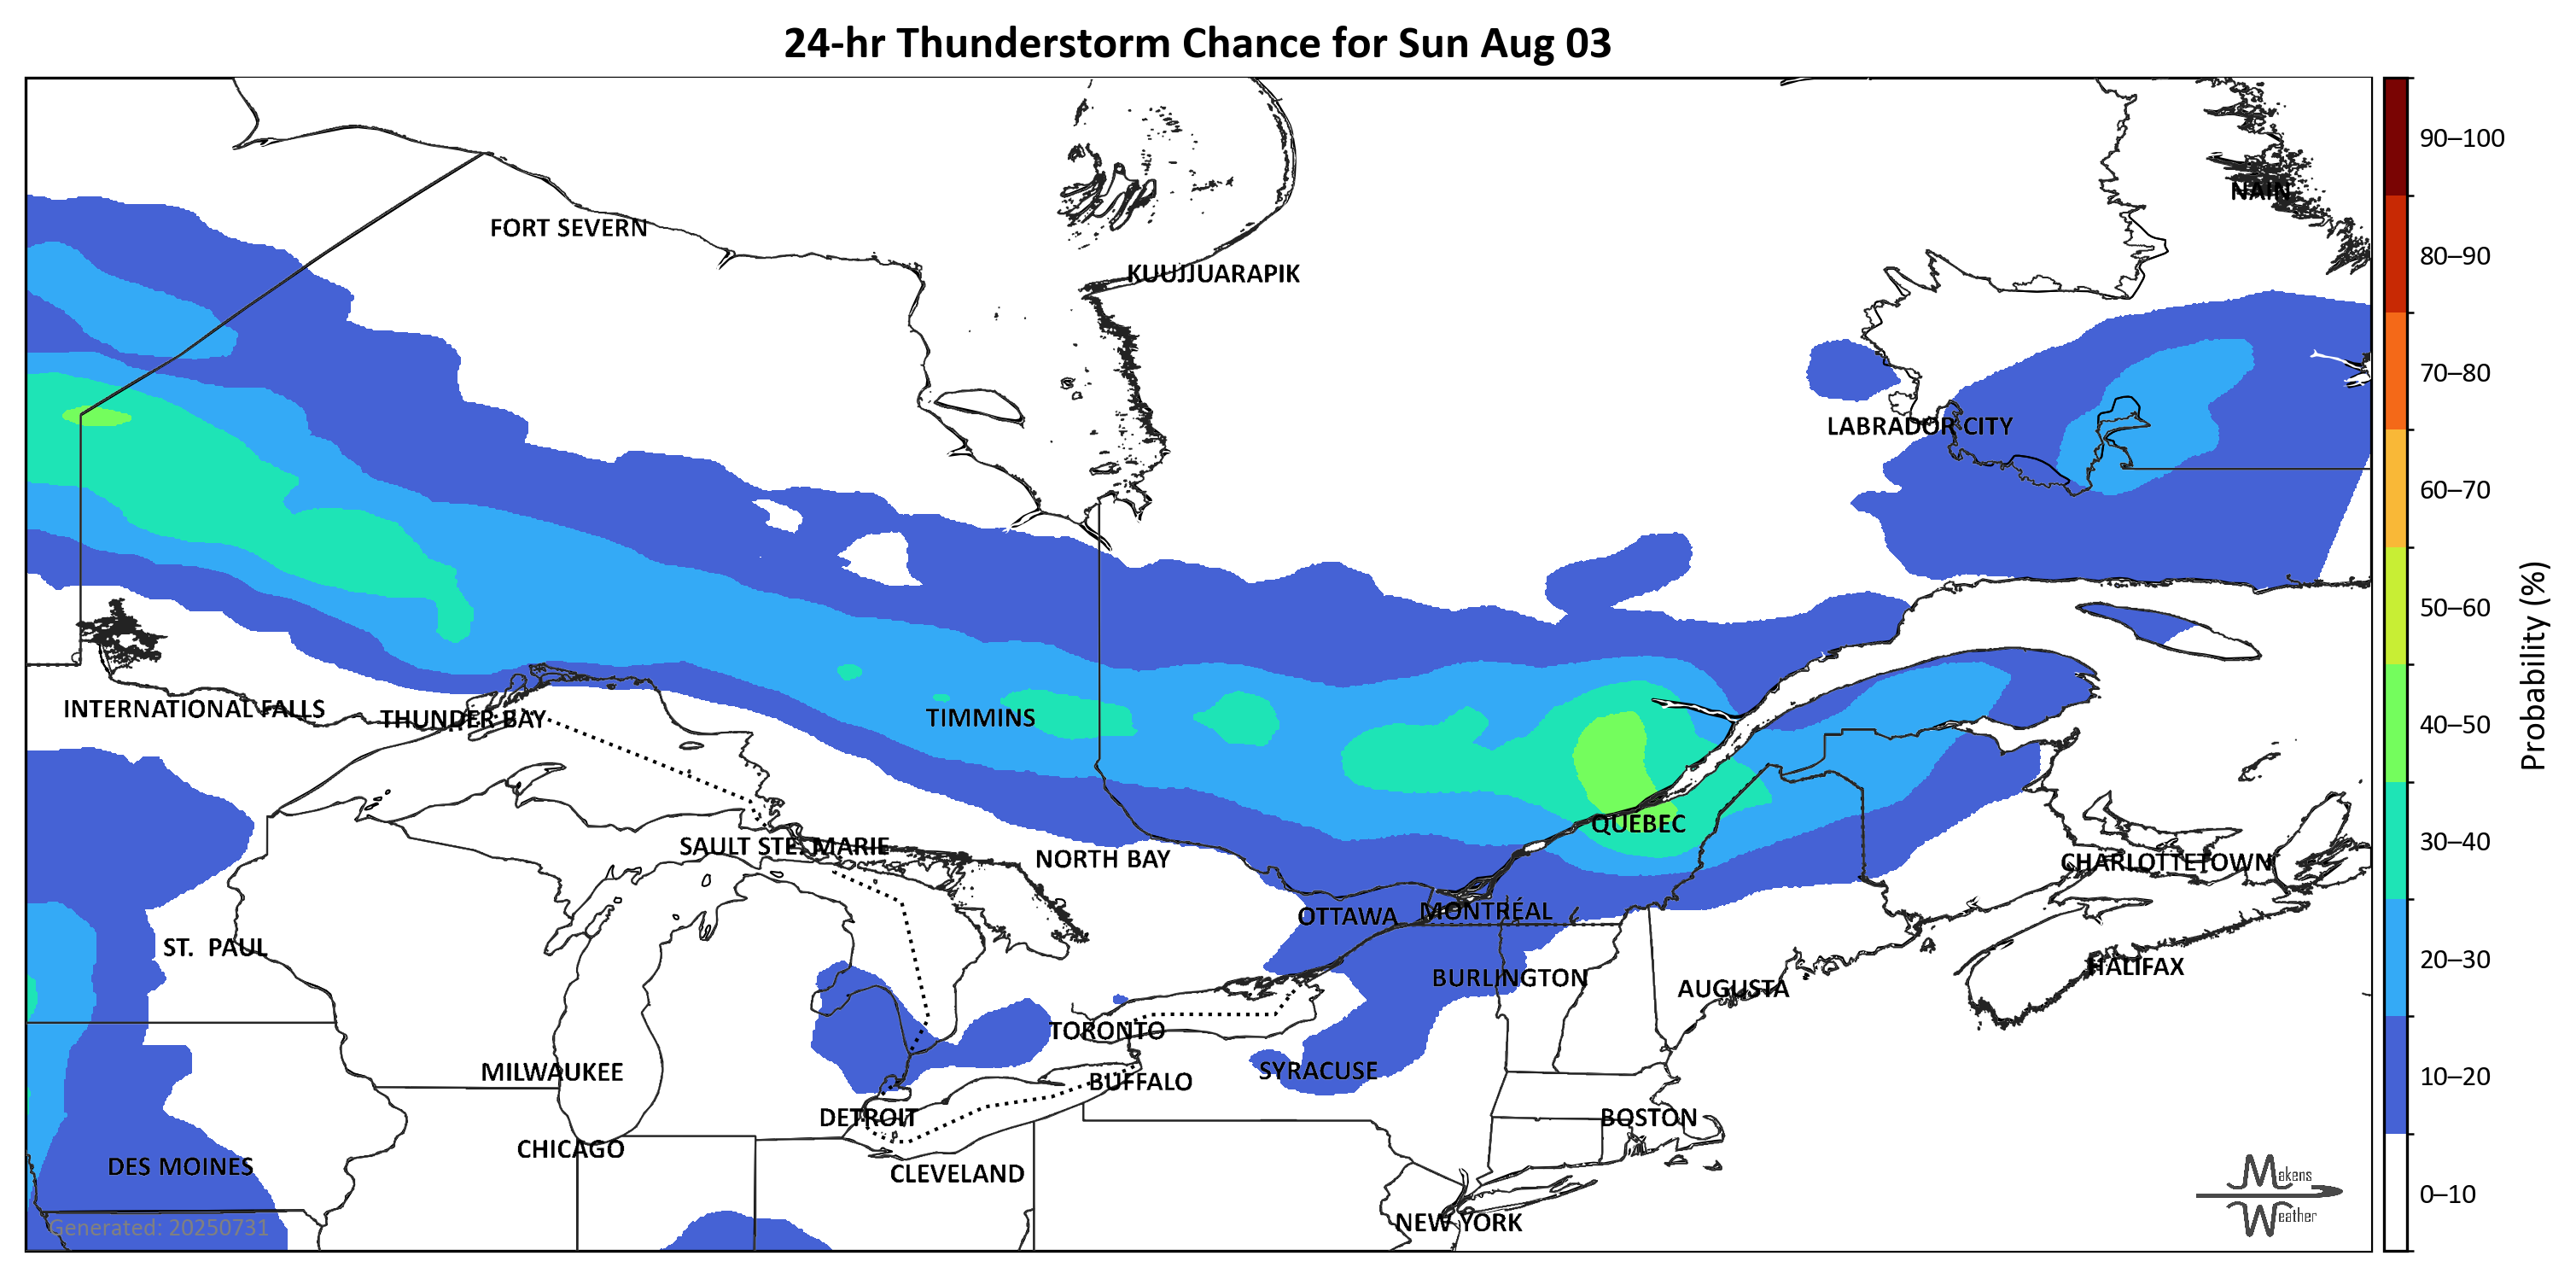 24-hr Thunderstorm Chance for Sun Aug 03
90–100
NAIN
FORT SEVERN
80–90
KUUJJUARAPIK
70–80
LABRADOR CITY
60–70
50–60
Probability (%)
INTERNATIONAL FALLS
THUNDER BAY
TIMMINS
40–50
QUEBEC
30–40
SAULT STE. MARIE
NORTH BAY
CHARLOTTETOWN
OTTAWA
MONTRÉAL
ST. PAUL
20–30
BURLINGTON
HALIFAX
AUGUSTA
TORONTO
MILWAUKEE
SYRACUSE
10–20
BUFFALO
DETROIT
BOSTON
CHICAGO
DES MOINES
CLEVELAND
Makens
Weather
0–10
NEW YORK
Generated: 20250731